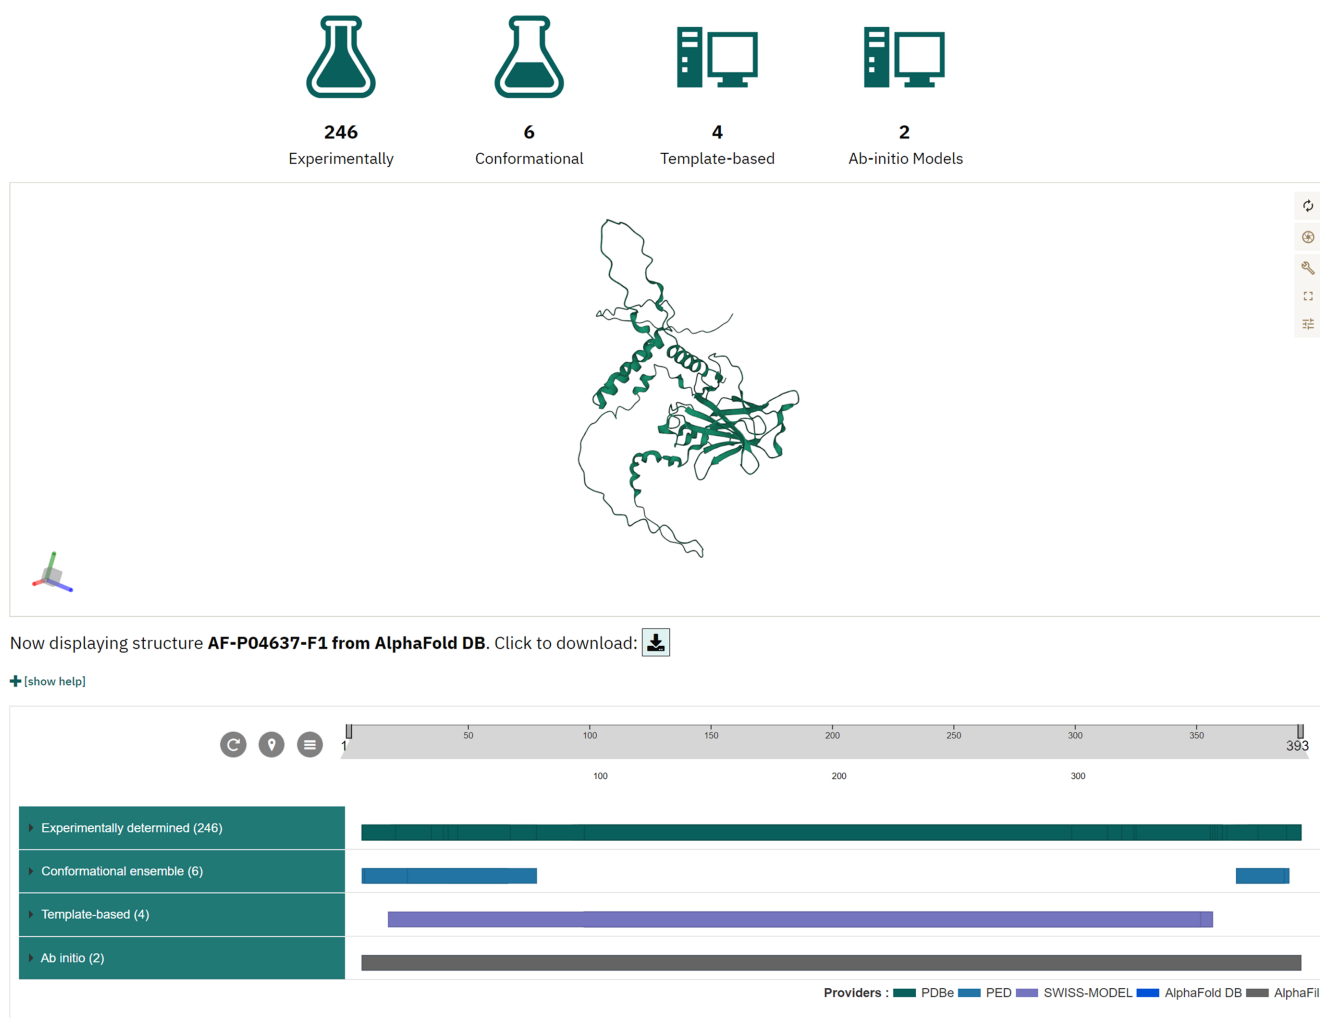 246 6 4 2
Experimentally Conformational Template-based Ab-initio Models
Now displaying structure AF-P04637-F1 from AlphaFold DB. Click to download:
[show help]
50 100 150 200 250 300 350
1 393
100 200 300
Experimentally determined (246)
Conformational ensemble (6)
Template-based (4)
Ab initio (2)
Providers : PDBe PED SWISS-MODEL AlphaFold DB AlphaFil